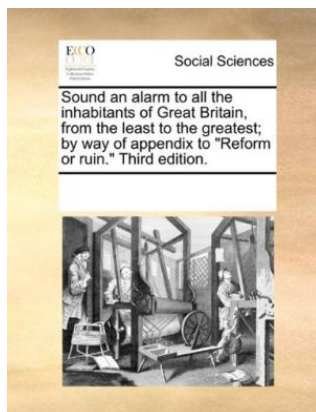 ECCO
Social Sciences
Sound an alarm to all the
inhabitants of Great Britain,
from the least to the greatest;
by way of appendix to "Reform
or ruin." Third edition.